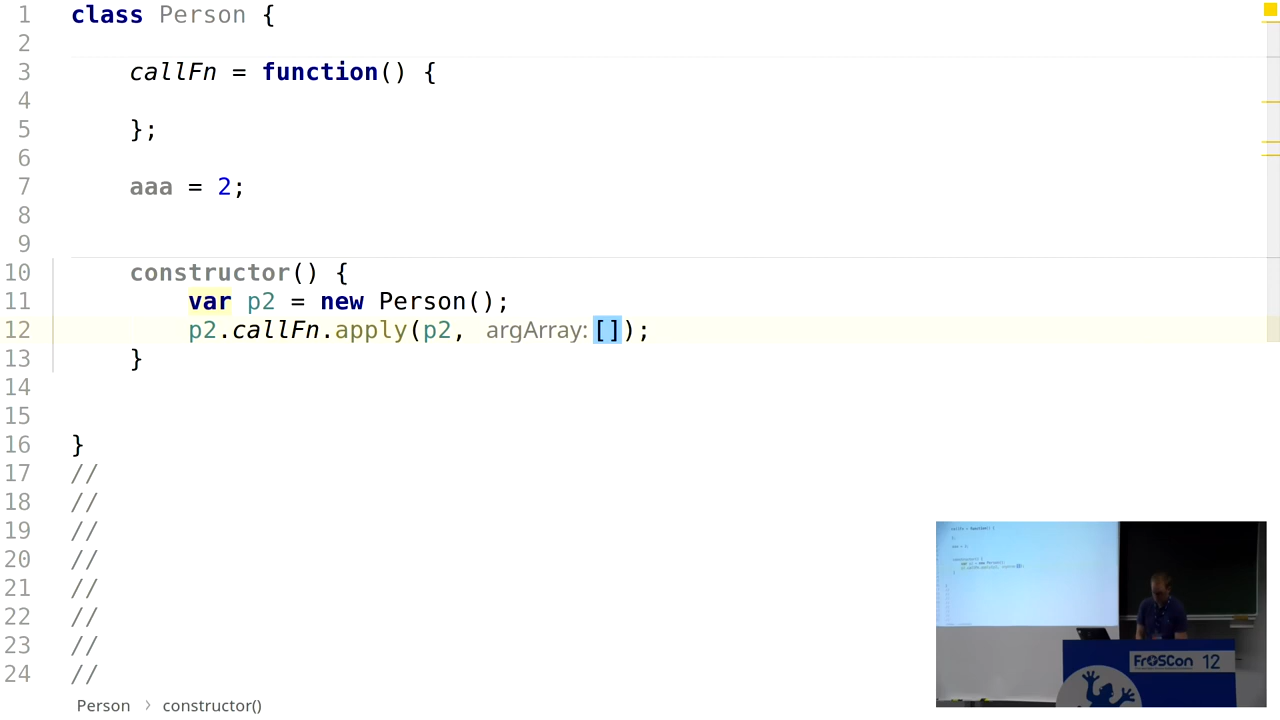 1 class Person {
2
3 callFn = function() {
4
5 };
6
7 aaa = 2;
8
9
10 constructor() {
11 var p2 = new Person();
12 p2.callFn.apply(p2, argArray: []);
13 }
14
15
16 }
17 //
18 //
19 //
20 //
21 //
22 //
23 //
24 //
Person > constructor()
FrOSCon 12